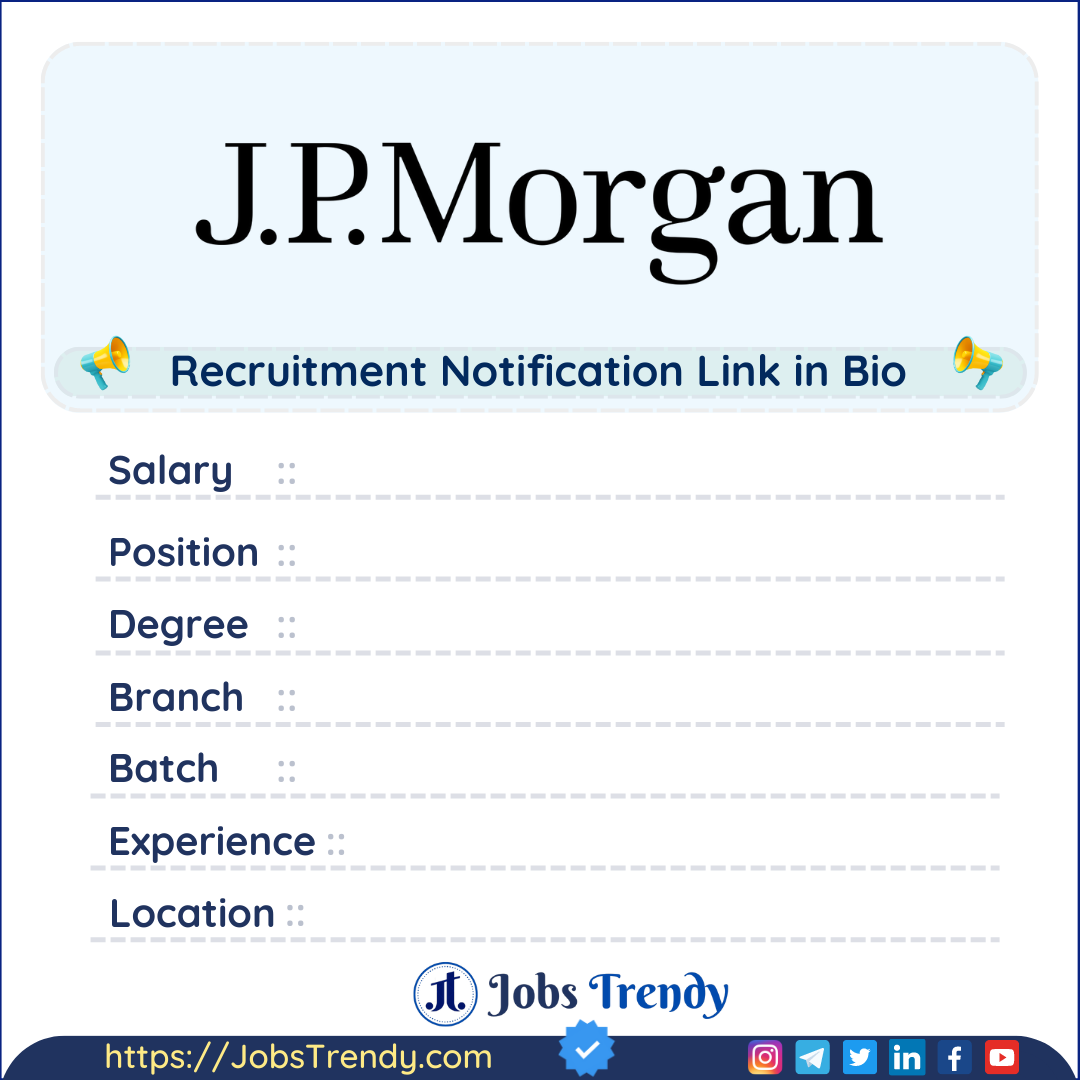 J.P.Morgan
Recruitment Notification Link in Bio
Salary ::
Position ::
Degree ::
Branch ::
Batch ::
Experience ::
Location ::
Jobs Trendy
https://JobsTrendy.com